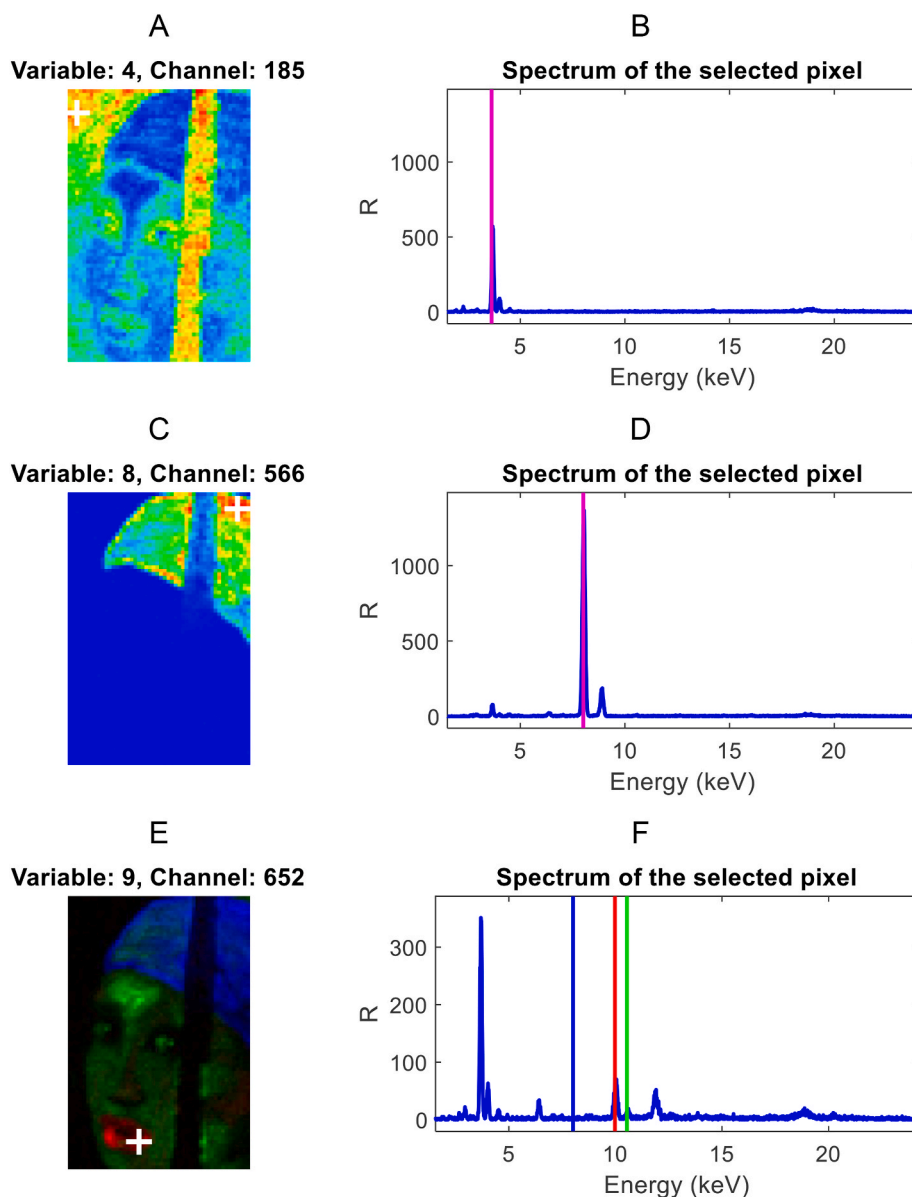 A
B
Variable: 4, Channel: 185
Spectrum of the selected pixel
1000
500
0
R
5
10
15
20
Energy (keV)
C
D
Variable: 8, Channel: 566
Spectrum of the selected pixel
1000
500
0
R
5
10
15
20
Energy (keV)
E
F
Variable: 9, Channel: 652
Spectrum of the selected pixel
300
200
100
0
R
5
10
15
20
Energy (keV)